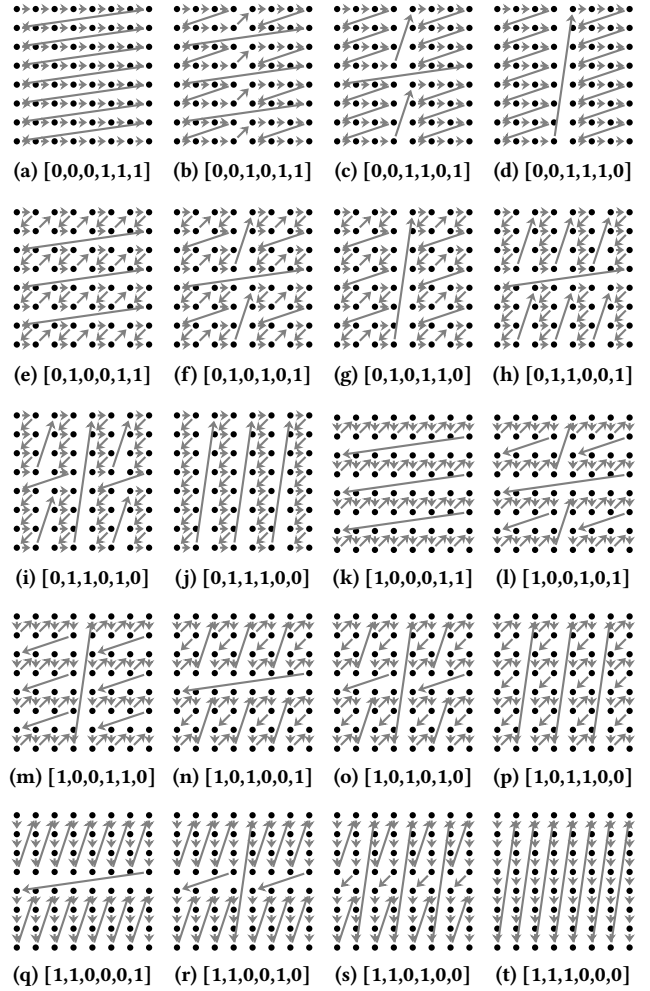 (a) [0,0,0,1,1,1] (b) [0,0,1,0,1,1] (c) [0,0,1,1,0,1] (d) [0,0,1,1,1,0]
(e) [0,1,0,0,1,1] (f) [0,1,0,1,0,1] (g) [0,1,0,1,1,0] (h) [0,1,1,0,0,1]
(i) [0,1,1,0,1,0] (j) [0,1,1,1,0,0] (k) [1,0,0,0,1,1] (l) [1,0,0,1,0,1]
(m) [1,0,0,1,1,0] (n) [1,0,1,0,0,1] (o) [1,0,1,0,1,0] (p) [1,0,1,1,0,0]
(q) [1,1,0,0,0,1] (r) [1,1,0,0,1,0] (s) [1,1,0,1,0,0] (t) [1,1,1,0,0,0]